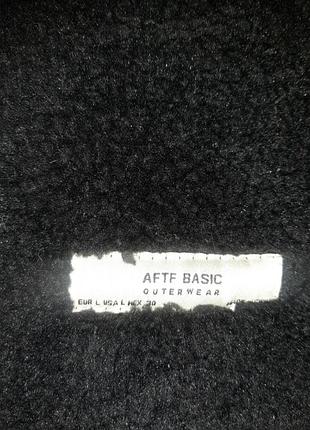 AFTF BASIC
OUTERWEAR
EUR L USA L MEX 30